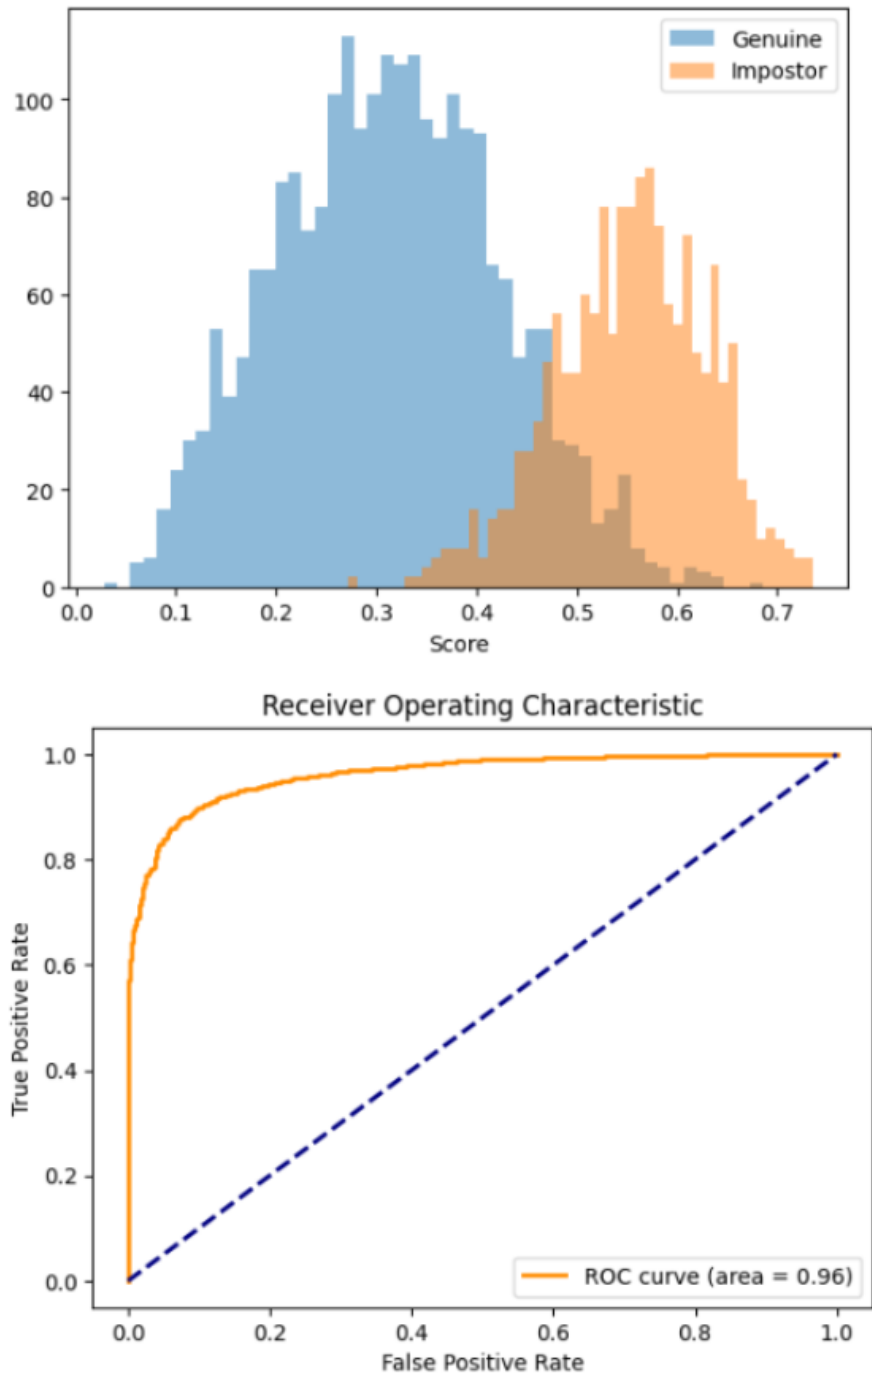 Genuine
Impostor
100
80
60
40
20
0
0.0 0.1 0.2 0.3 0.4 0.5 0.6 0.7
Score
Receiver Operating Characteristic
True Positive Rate
1.0
0.8
0.6
0.4
0.2
0.0
ROC curve (area = 0.96)
0.0 0.2 0.4 0.6 0.8 1.0
False Positive Rate